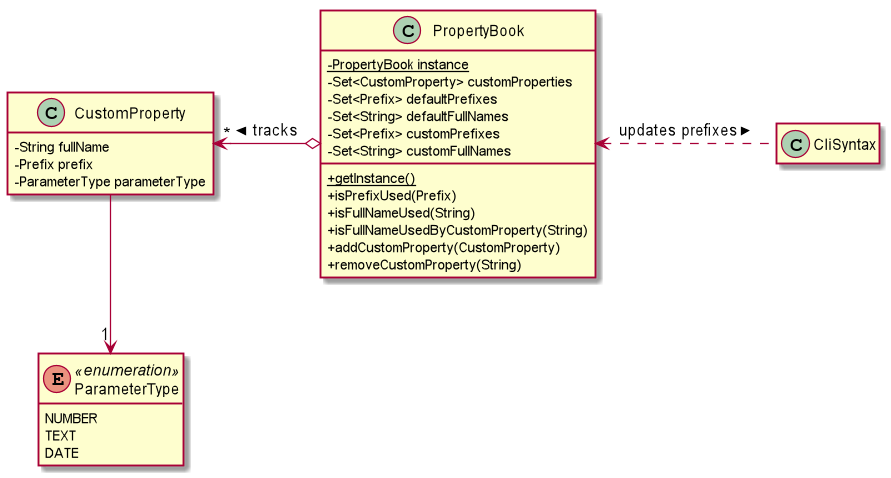 C PropertyBook
-PropertyBook instance
-Set<CustomProperty> customProperties
-Set<Prefix> defaultPrefixes
-Set<String> defaultFullNames
-Set<Prefix> customPrefixes
-Set<String> customFullNames
+getInstance()
+isPrefixUsed(Prefix)
+isFullNameUsed(String)
+isFullNameUsedByCustomProperty(String)
+addCustomProperty(CustomProperty)
+removeCustomProperty(String)
C CustomProperty
-String fullName
-Prefix prefix
-ParameterType parameterType
* ◄ tracks
updates prefixes ►
C CliSyntax
1
E «enumeration»
ParameterType
NUMBER
TEXT
DATE